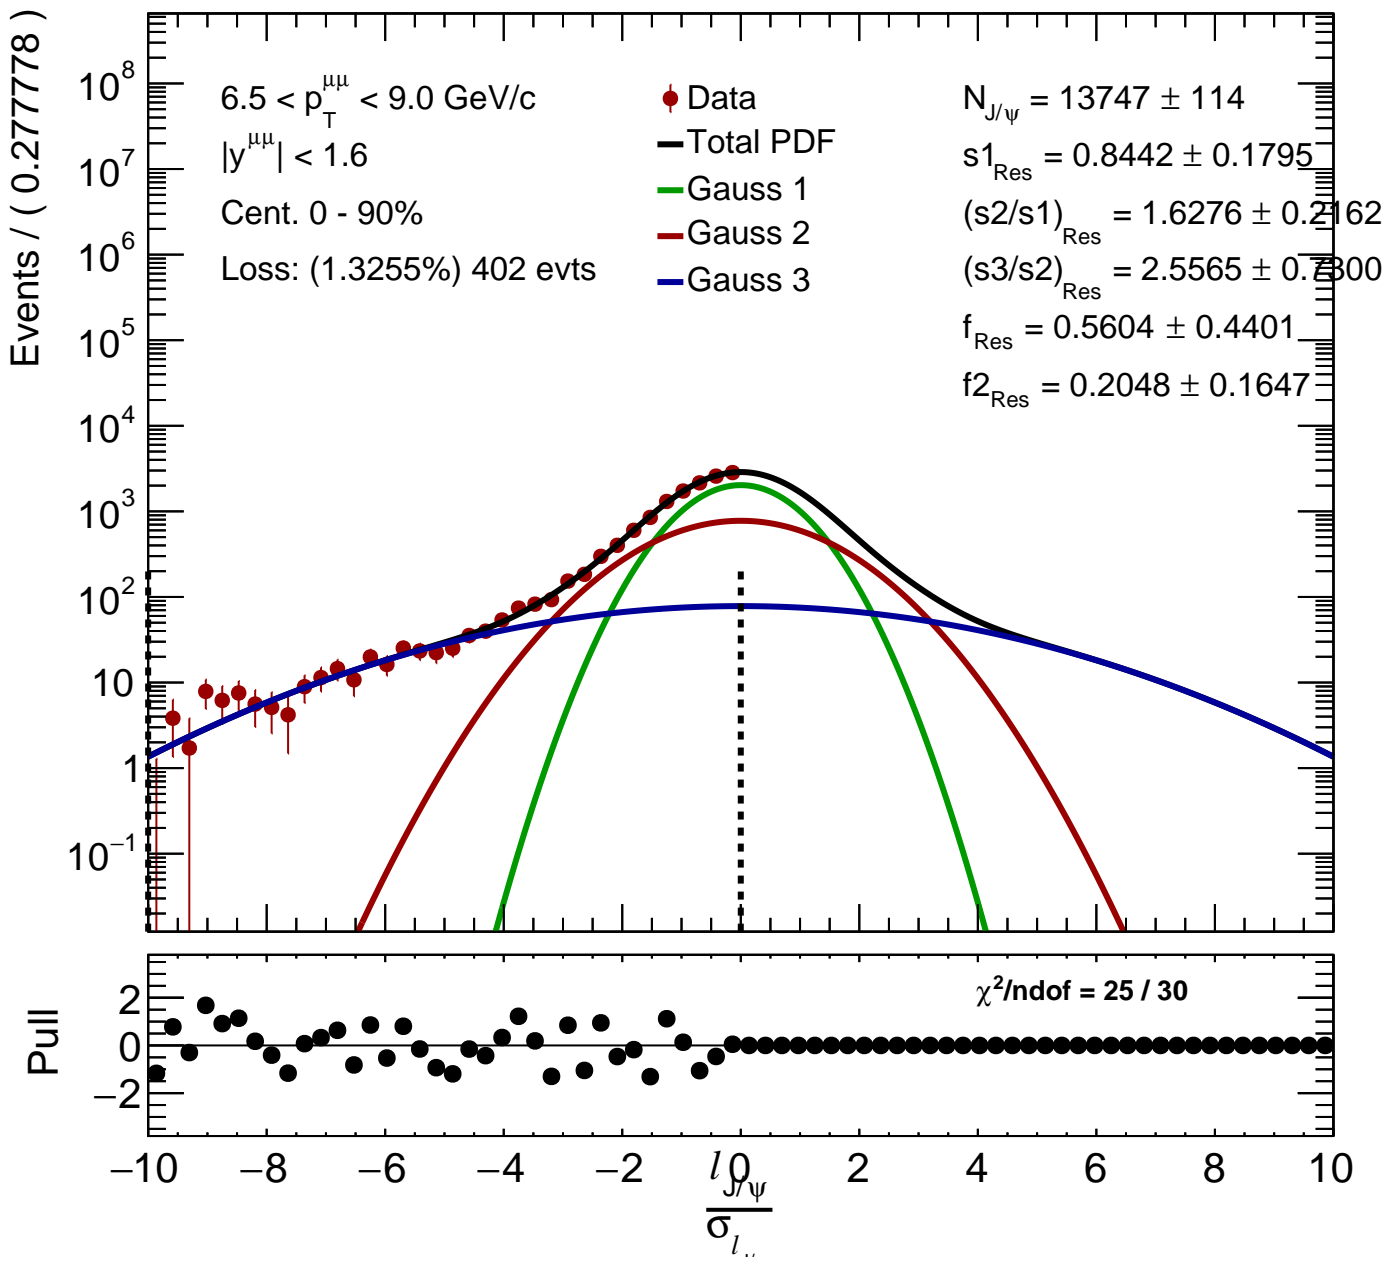 Events / ( 0.277778 )
10^8
10^7
10^6
10^5
10^4
10^3
10^2
10
1
10^−1
6.5 < p_T^μμ < 9.0 GeV/c
|y^μμ| < 1.6
Cent. 0 - 90%
Loss: (1.3255%) 402 evts
Data
Total PDF
Gauss 1
Gauss 2
Gauss 3
N_J/ψ = 13747 ± 114
s1_Res = 0.8442 ± 0.1795
(s2/s1)_Res = 1.6276 ± 0.2162
(s3/s2)_Res = 2.5565 ± 0.7300
f_Res = 0.5604 ± 0.4401
f2_Res = 0.2048 ± 0.1647
Pull
2
0
−2
χ²/ndof = 25 / 30
−10 −8 −6 −4 −2 0 2 4 6 8 10
l_J/ψ
σ_l